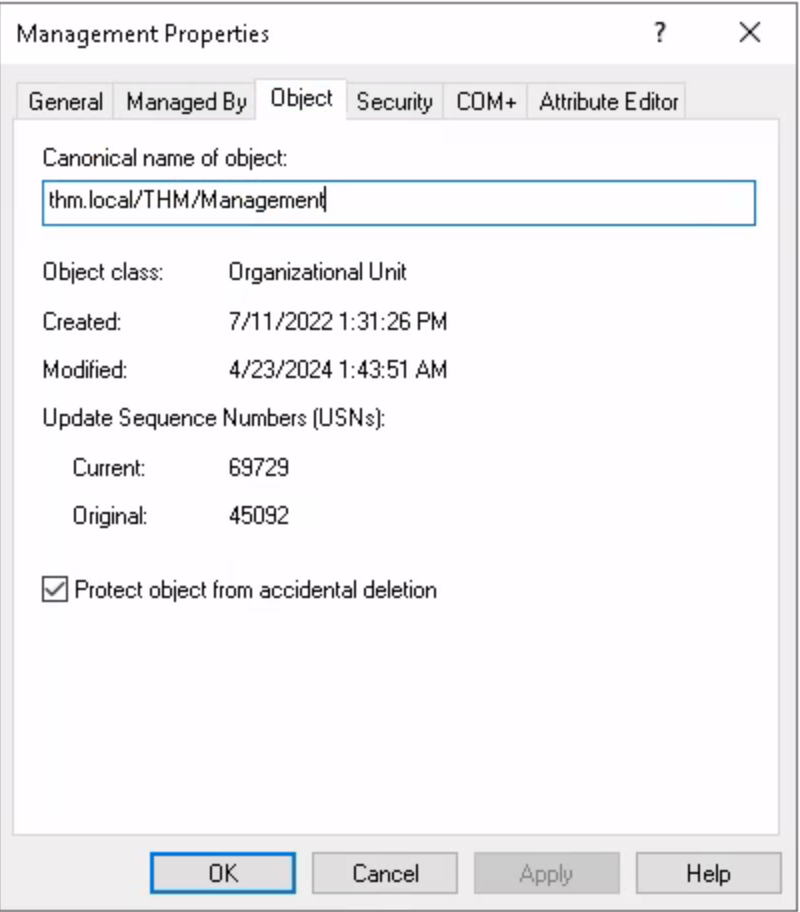 Management Properties ?
General Managed By Object Security COM+ Attribute Editor
Canonical name of object:
thm.local/THM/Management
Object class: Organizational Unit
Created: 7/11/2022 1:31:26 PM
Modified: 4/23/2024 1:43:51 AM
Update Sequence Numbers (USNs):
Current: 69729
Original: 45092
Protect object from accidental deletion
OK Cancel Apply Help